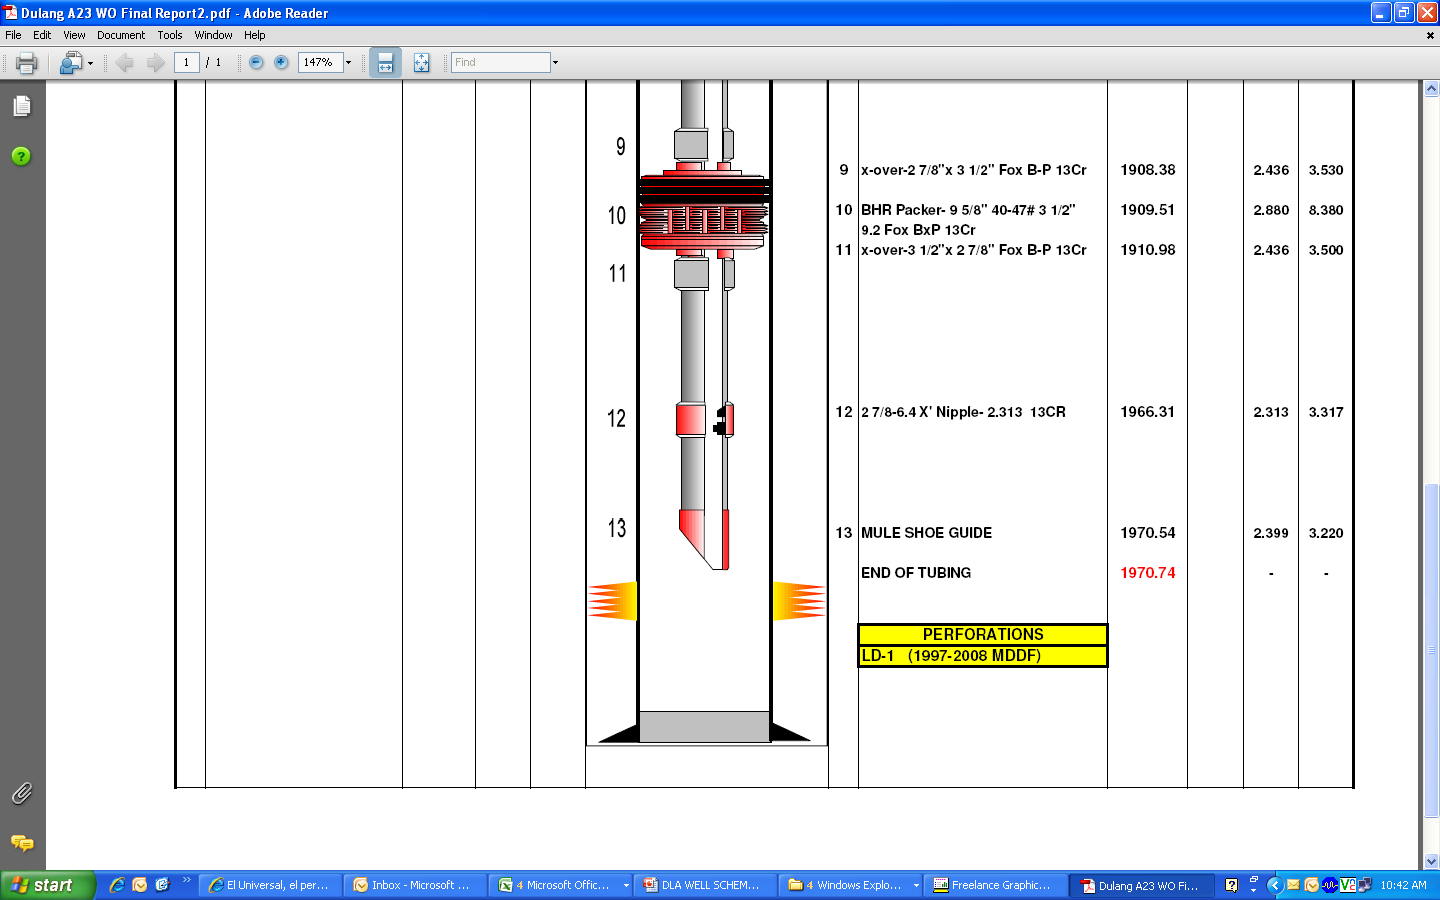 Dulang A23 WO Final Report2.pdf - Adobe Reader
File Edit View Document Tools Window Help
1 / 1 147% Find
9
9 x-over-2 7/8"x 3 1/2" Fox B-P 13Cr 1908.38 2.436 3.530
10
10 BHR Packer- 9 5/8" 40-47# 3 1/2" 1909.51 2.880 8.380
9.2 Fox BxP 13Cr
11 x-over-3 1/2"x 2 7/8" Fox B-P 13Cr 1910.98 2.436 3.500
11
12
12 2 7/8-6.4 X' Nipple- 2.313 13CR 1966.31 2.313 3.317
13
13 MULE SHOE GUIDE 1970.54 2.399 3.220
END OF TUBING 1970.74 - -
PERFORATIONS
LD-1 (1997-2008 MDDF)
start El Universal, el per... Inbox - Microsoft ... 4 Microsoft Offic... DLA WELL SCHEM... 4 Windows Explo... Freelance Graphic... Dulang A23 WO Fi... 10:42 AM